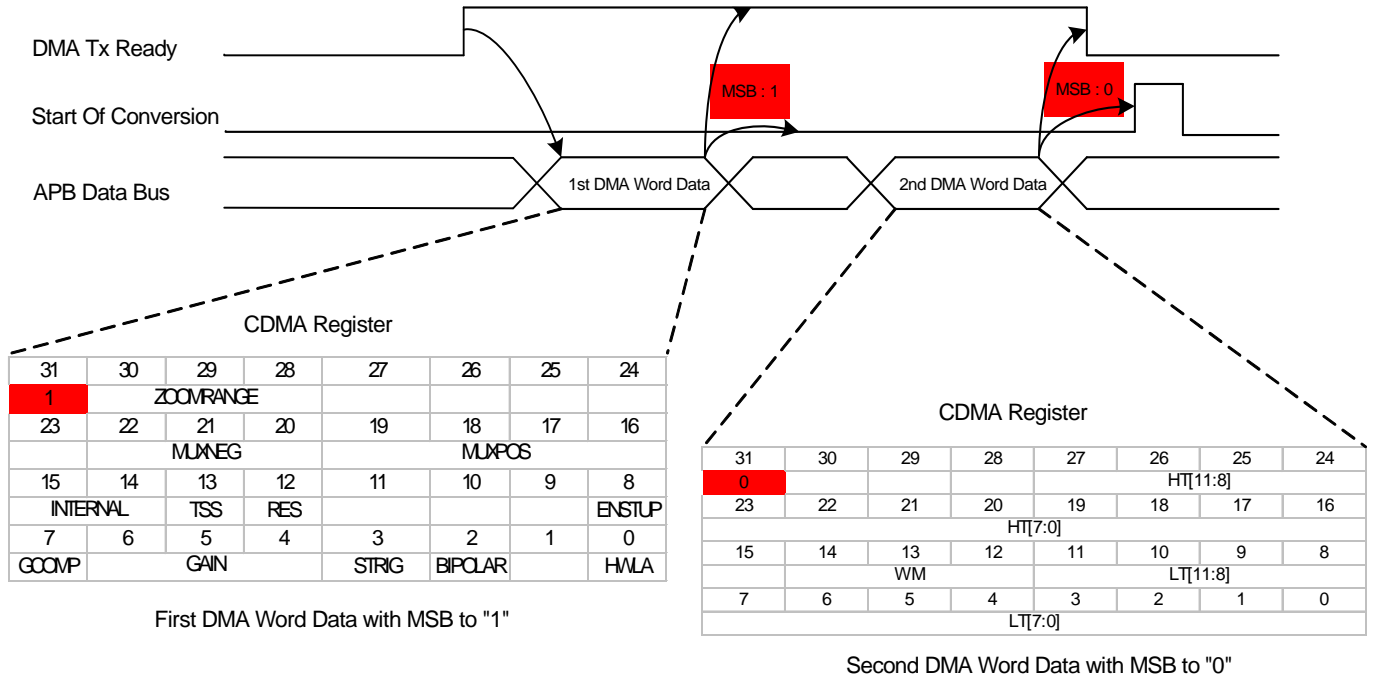 DMA Tx Ready
MSB : 1
MSB : 0
Start Of Conversion
APB Data Bus
1st DMA Word Data
2nd DMA Word Data
CDMA Register
31 30 29 28 27 26 25 24
1 ZOOMRANGE
23 22 21 20 19 18 17 16
MUXNEG MUXPOS
15 14 13 12 11 10 9 8
INTERNAL TSS RES ENSTUP
7 6 5 4 3 2 1 0
GCOMP GAIN STRIG BIPOLAR HWLA
First DMA Word Data with MSB to "1"
CDMA Register
31 30 29 28 27 26 25 24
0 HT[11:8]
23 22 21 20 19 18 17 16
HT[7:0]
15 14 13 12 11 10 9 8
WM LT[11:8]
7 6 5 4 3 2 1 0
LT[7:0]
Second DMA Word Data with MSB to "0"